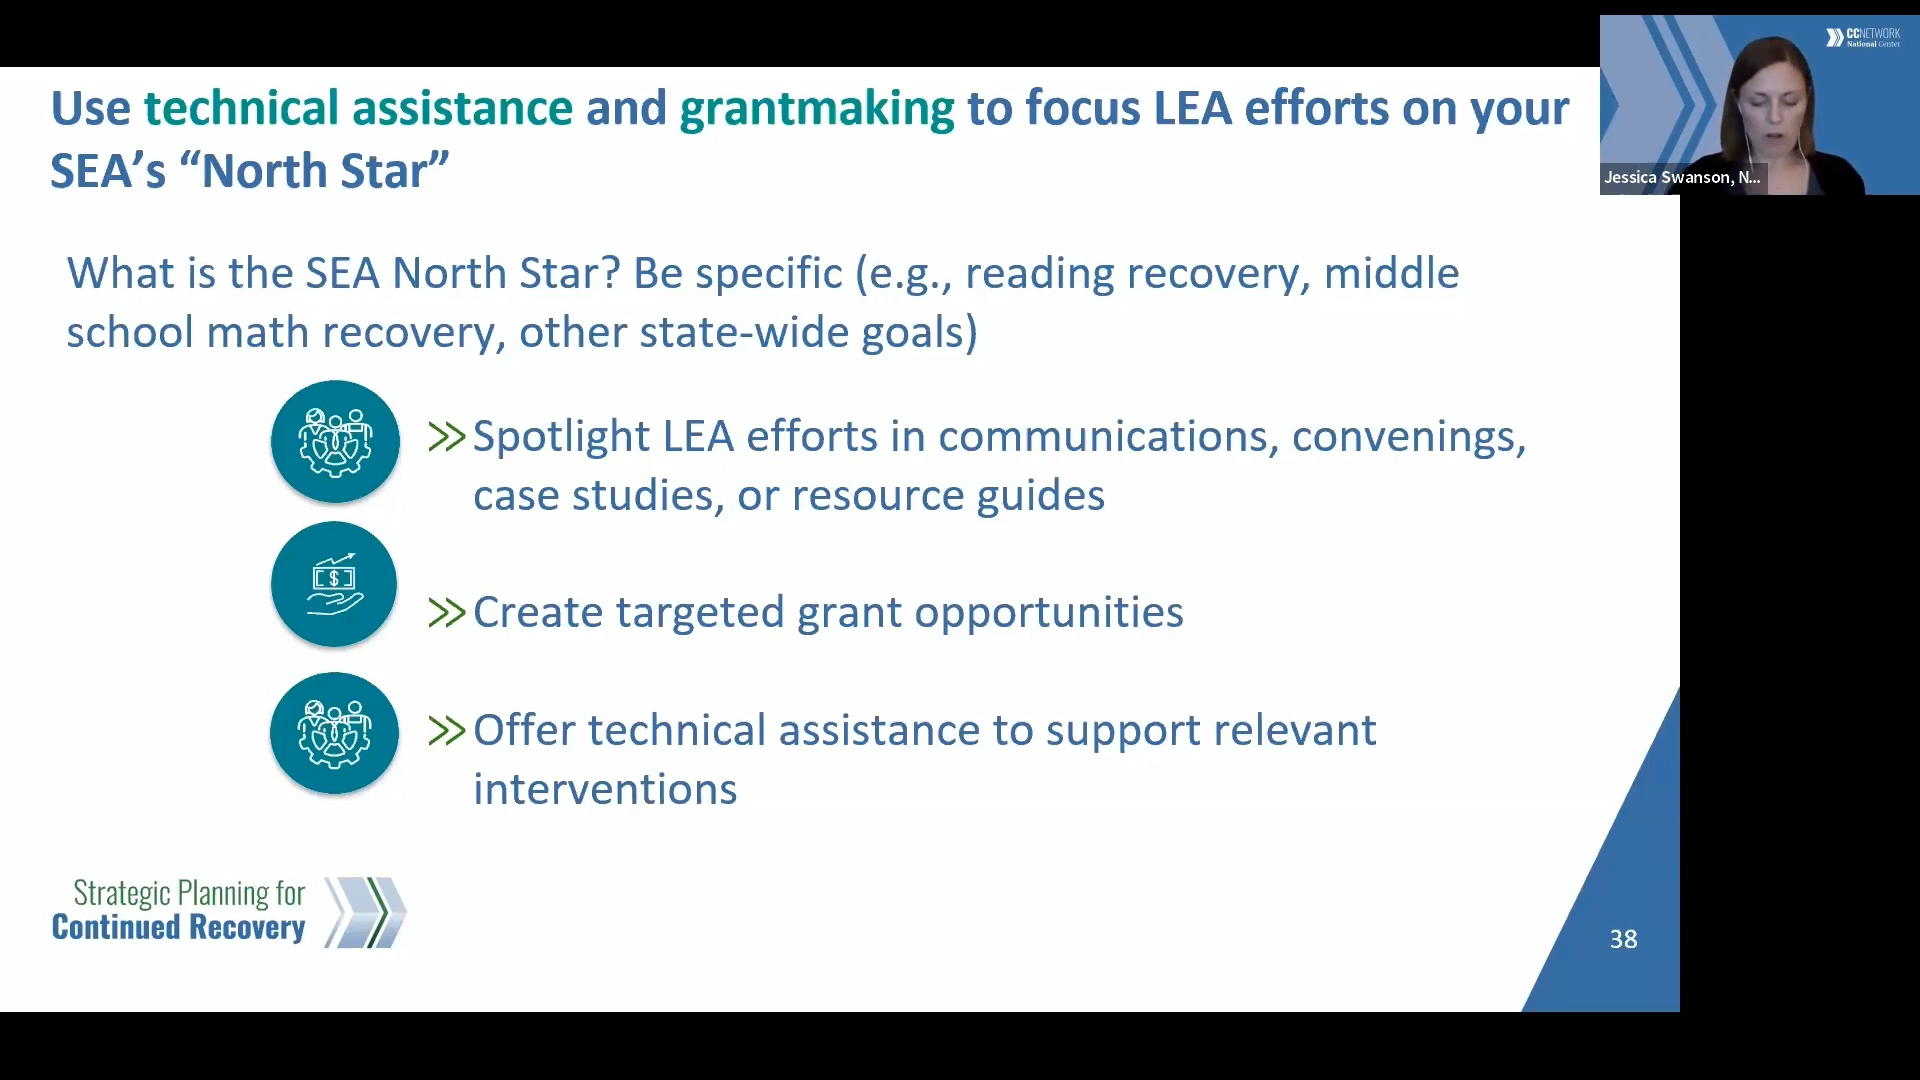 Use technical assistance and grantmaking to focus LEA efforts on your
SEA’s “North Star”
What is the SEA North Star? Be specific (e.g., reading recovery, middle
school math recovery, other state-wide goals)
Spotlight LEA efforts in communications, convenings,
case studies, or resource guides
$
Create targeted grant opportunities
Offer technical assistance to support relevant
interventions
Strategic Planning for
Continued Recovery
38
CCNETWORK
National Center
Jessica Swanson, N...